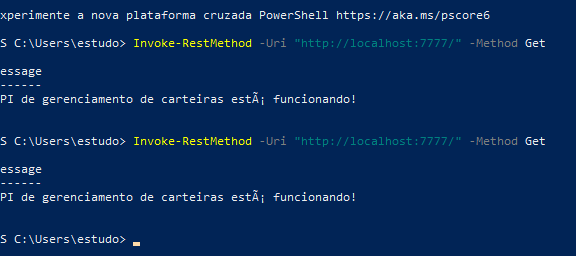 xperimente a nova plataforma cruzada PowerShell https://aka.ms/pscore6
S C:\Users\estudo> Invoke-RestMethod -Uri "http://localhost:7777/" -Method Get
essage
------
PI de gerenciamento de carteiras estÃ¡ funcionando!
S C:\Users\estudo> Invoke-RestMethod -Uri "http://localhost:7777/" -Method Get
essage
------
PI de gerenciamento de carteiras estÃ¡ funcionando!
S C:\Users\estudo>